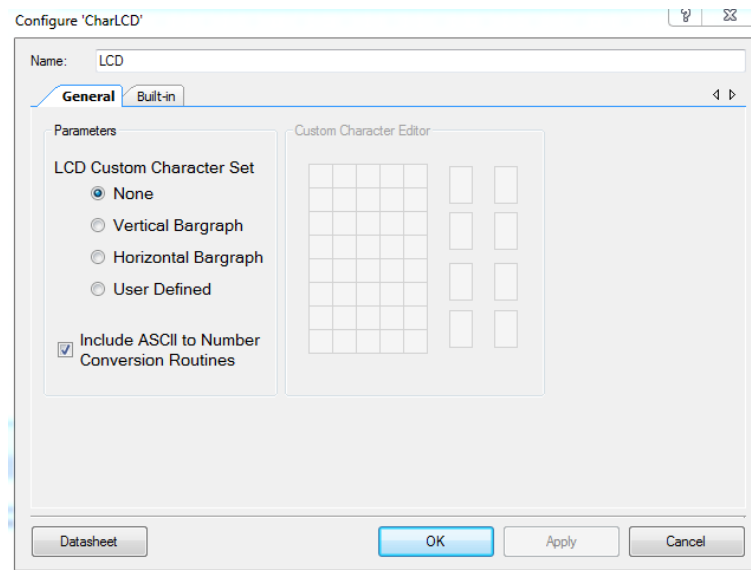 Configure 'CharLCD'
Name: LCD
General Built-in
Parameters
Custom Character Editor
LCD Custom Character Set
None
Vertical Bargraph
Horizontal Bargraph
User Defined
Include ASCII to Number
Conversion Routines
Datasheet OK Apply Cancel